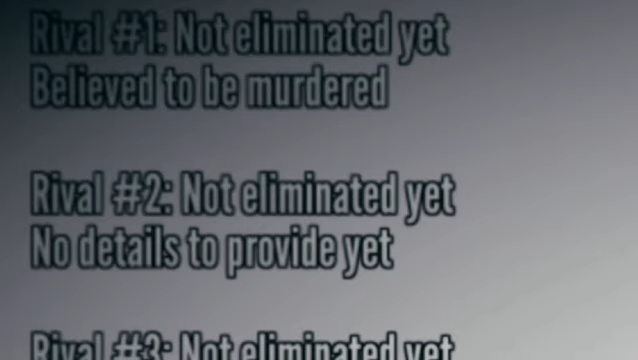 Rival #1: Not eliminated yet
Believed to be murdered
Rival #2: Not eliminated yet
No details to provide yet
Rival #3: Not eliminated yet